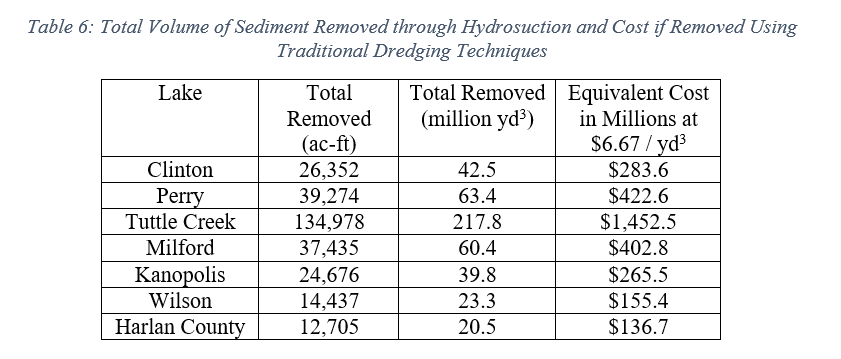 Table 6: Total Volume of Sediment Removed through Hydrosuction and Cost if Removed Using
Traditional Dredging Techniques
Lake Total Removed (ac-ft) Total Removed (million yd³) Equivalent Cost in Millions at $6.67 / yd³
Clinton 26,352 42.5 $283.6
Perry 39,274 63.4 $422.6
Tuttle Creek 134,978 217.8 $1,452.5
Milford 37,435 60.4 $402.8
Kanopolis 24,676 39.8 $265.5
Wilson 14,437 23.3 $155.4
Harlan County 12,705 20.5 $136.7